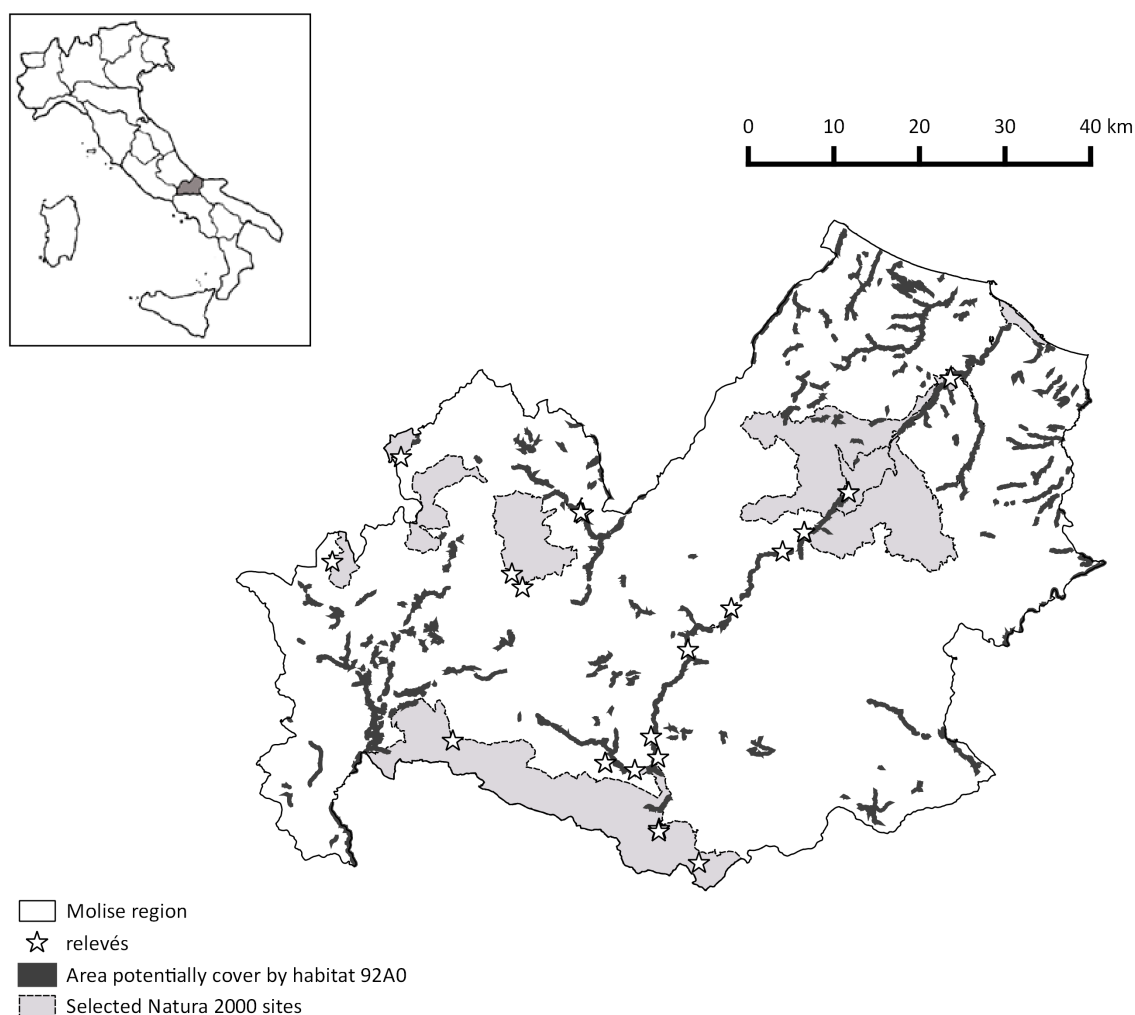 0 10 20 30 40 km
Molise region
relevés
Area potentially cover by habitat 92A0
Selected Natura 2000 sites